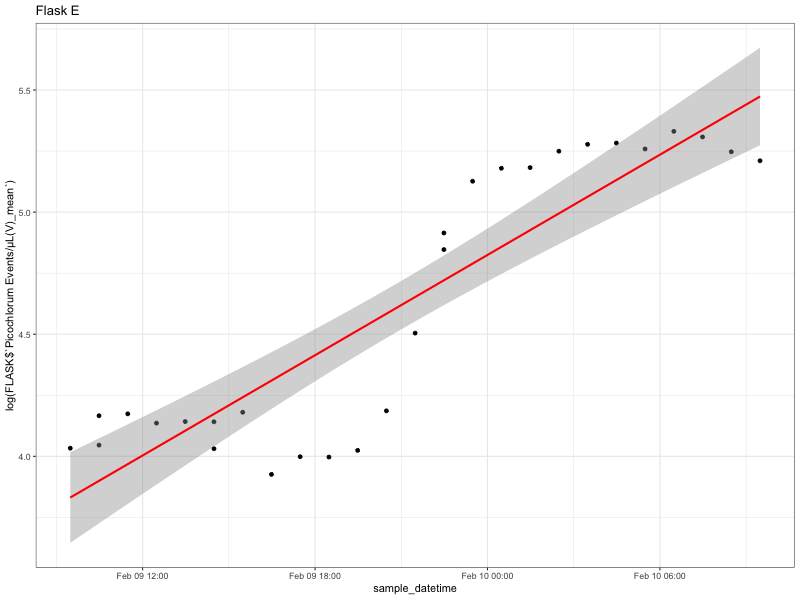 Flask E
log(FLASK$`Picochlorum Events/μL(V)_mean`)
5.5
5.0
4.5
4.0
Feb 09 12:00
Feb 09 18:00
Feb 10 00:00
Feb 10 06:00
sample_datetime